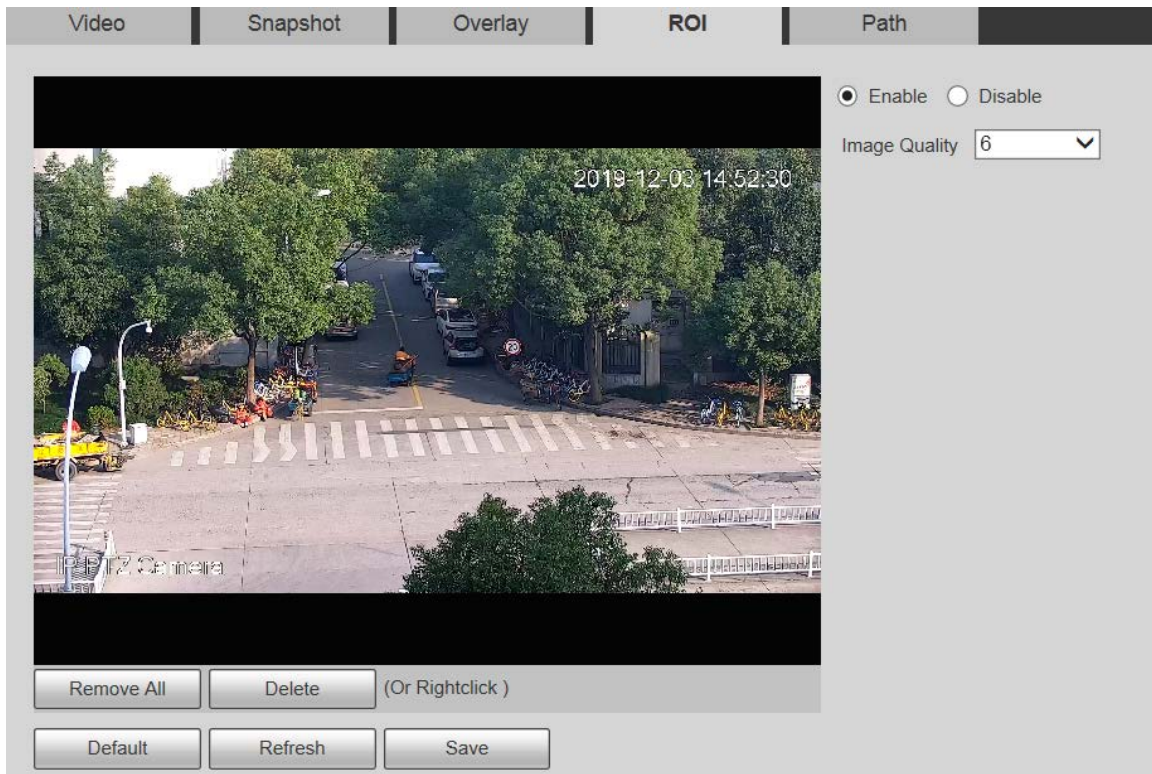 Video Snapshot Overlay ROI Path
Enable Disable
Image Quality 6
2019-12-03 14:52:30
20
IP PTZ Camera
Remove All Delete (Or Rightclick )
Default Refresh Save